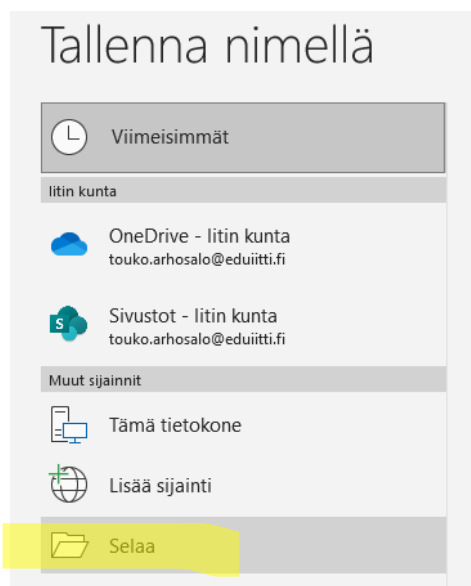 Tallenna nimellä
Viimeisimmät
Iitin kunta
OneDrive - Iitin kunta
touko.arhosalo@eduiitti.fi
S
Sivustot - Iitin kunta
touko.arhosalo@eduiitti.fi
Muut sijainnit
Tämä tietokone
Lisää sijainti
Selaa